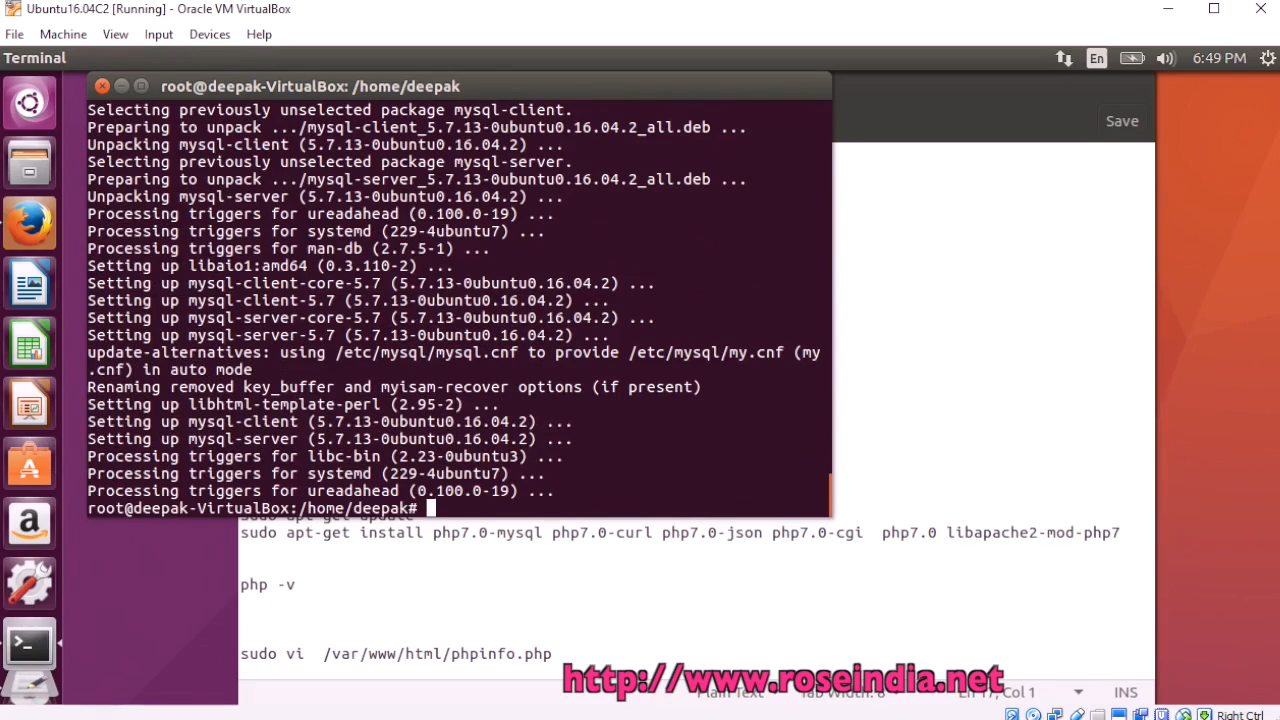 Ubuntu16.04C2 [Running] - Oracle VM VirtualBox
File Machine View Input Devices Help
Terminal En 6:49 PM
root@deepak-VirtualBox: /home/deepak
Save
Selecting previously unselected package mysql-client.
Preparing to unpack .../mysql-client_5.7.13-0ubuntu0.16.04.2_all.deb ...
Unpacking mysql-client (5.7.13-0ubuntu0.16.04.2) ...
Selecting previously unselected package mysql-server.
Preparing to unpack .../mysql-server_5.7.13-0ubuntu0.16.04.2_all.deb ...
Unpacking mysql-server (5.7.13-0ubuntu0.16.04.2) ...
Processing triggers for ureadahead (0.100.0-19) ...
Processing triggers for systemd (229-4ubuntu7) ...
Processing triggers for man-db (2.7.5-1) ...
Setting up libaio1:amd64 (0.3.110-2) ...
Setting up mysql-client-core-5.7 (5.7.13-0ubuntu0.16.04.2) ...
Setting up mysql-client-5.7 (5.7.13-0ubuntu0.16.04.2) ...
Setting up mysql-server-core-5.7 (5.7.13-0ubuntu0.16.04.2) ...
Setting up mysql-server-5.7 (5.7.13-0ubuntu0.16.04.2) ...
update-alternatives: using /etc/mysql/mysql.cnf to provide /etc/mysql/my.cnf (my
.cnf) in auto mode
Renaming removed key_buffer and myisam-recover options (if present)
Setting up libhtml-template-perl (2.95-2) ...
Setting up mysql-client (5.7.13-0ubuntu0.16.04.2) ...
Setting up mysql-server (5.7.13-0ubuntu0.16.04.2) ...
Processing triggers for libc-bin (2.23-0ubuntu3) ...
Processing triggers for systemd (229-4ubuntu7) ...
Processing triggers for ureadahead (0.100.0-19) ...
root@deepak-VirtualBox:/home/deepak#
sudo apt-get update
sudo apt-get install php7.0-mysql php7.0-curl php7.0-json php7.0-cgi  php7.0 libapache2-mod-php7
php -v
sudo vi  /var/www/html/phpinfo.php
http://www.roseindia.net
Plain Text Tab Width: 8 Ln 17, Col 1 INS
Right Ctrl